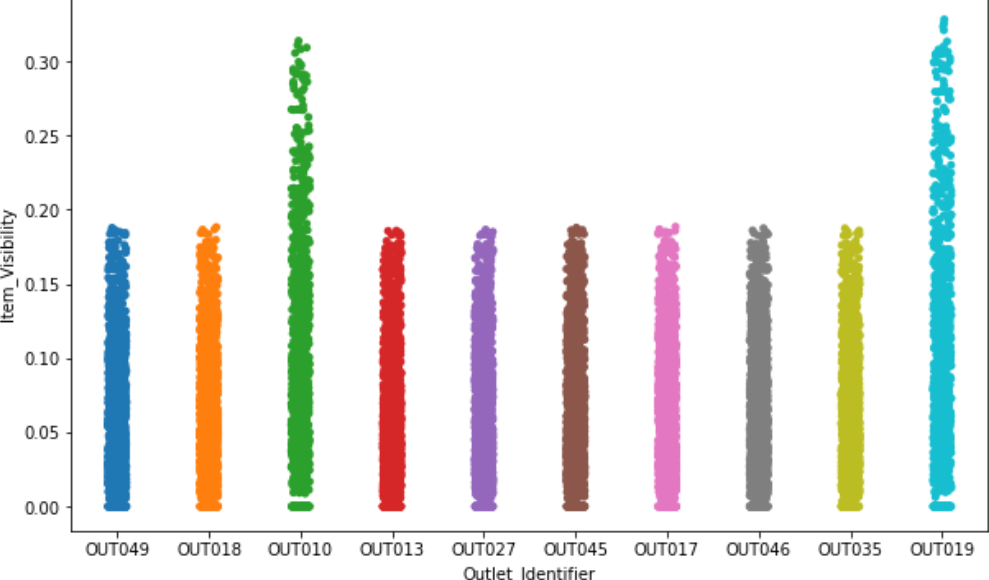 0.30
0.25
0.20
0.15
0.10
0.05
0.00
Item_Visibility
OUT049 OUT018 OUT010 OUT013 OUT027 OUT045 OUT017 OUT046 OUT035 OUT019
Outlet_Identifier